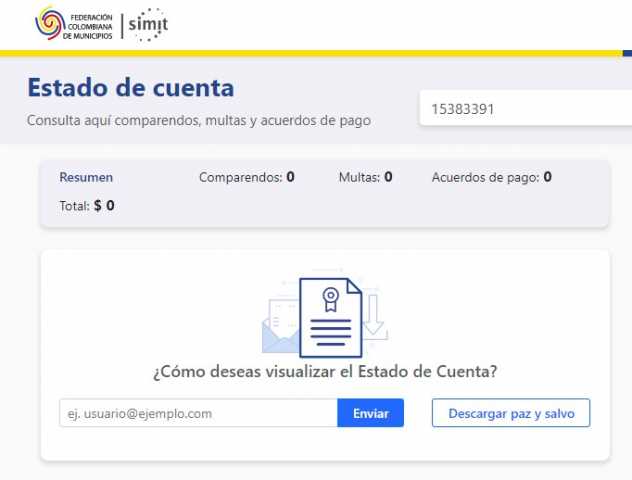 FEDERACIÓN
COLOMBIANA
DE MUNICIPIOS
simit
Estado de cuenta
Consulta aquí comparendos, multas y acuerdos de pago
15383391
Resumen Comparendos: 0 Multas: 0 Acuerdos de pago: 0
Total: $ 0
¿Cómo deseas visualizar el Estado de Cuenta?
ej. usuario@ejemplo.com Enviar Descargar paz y salvo